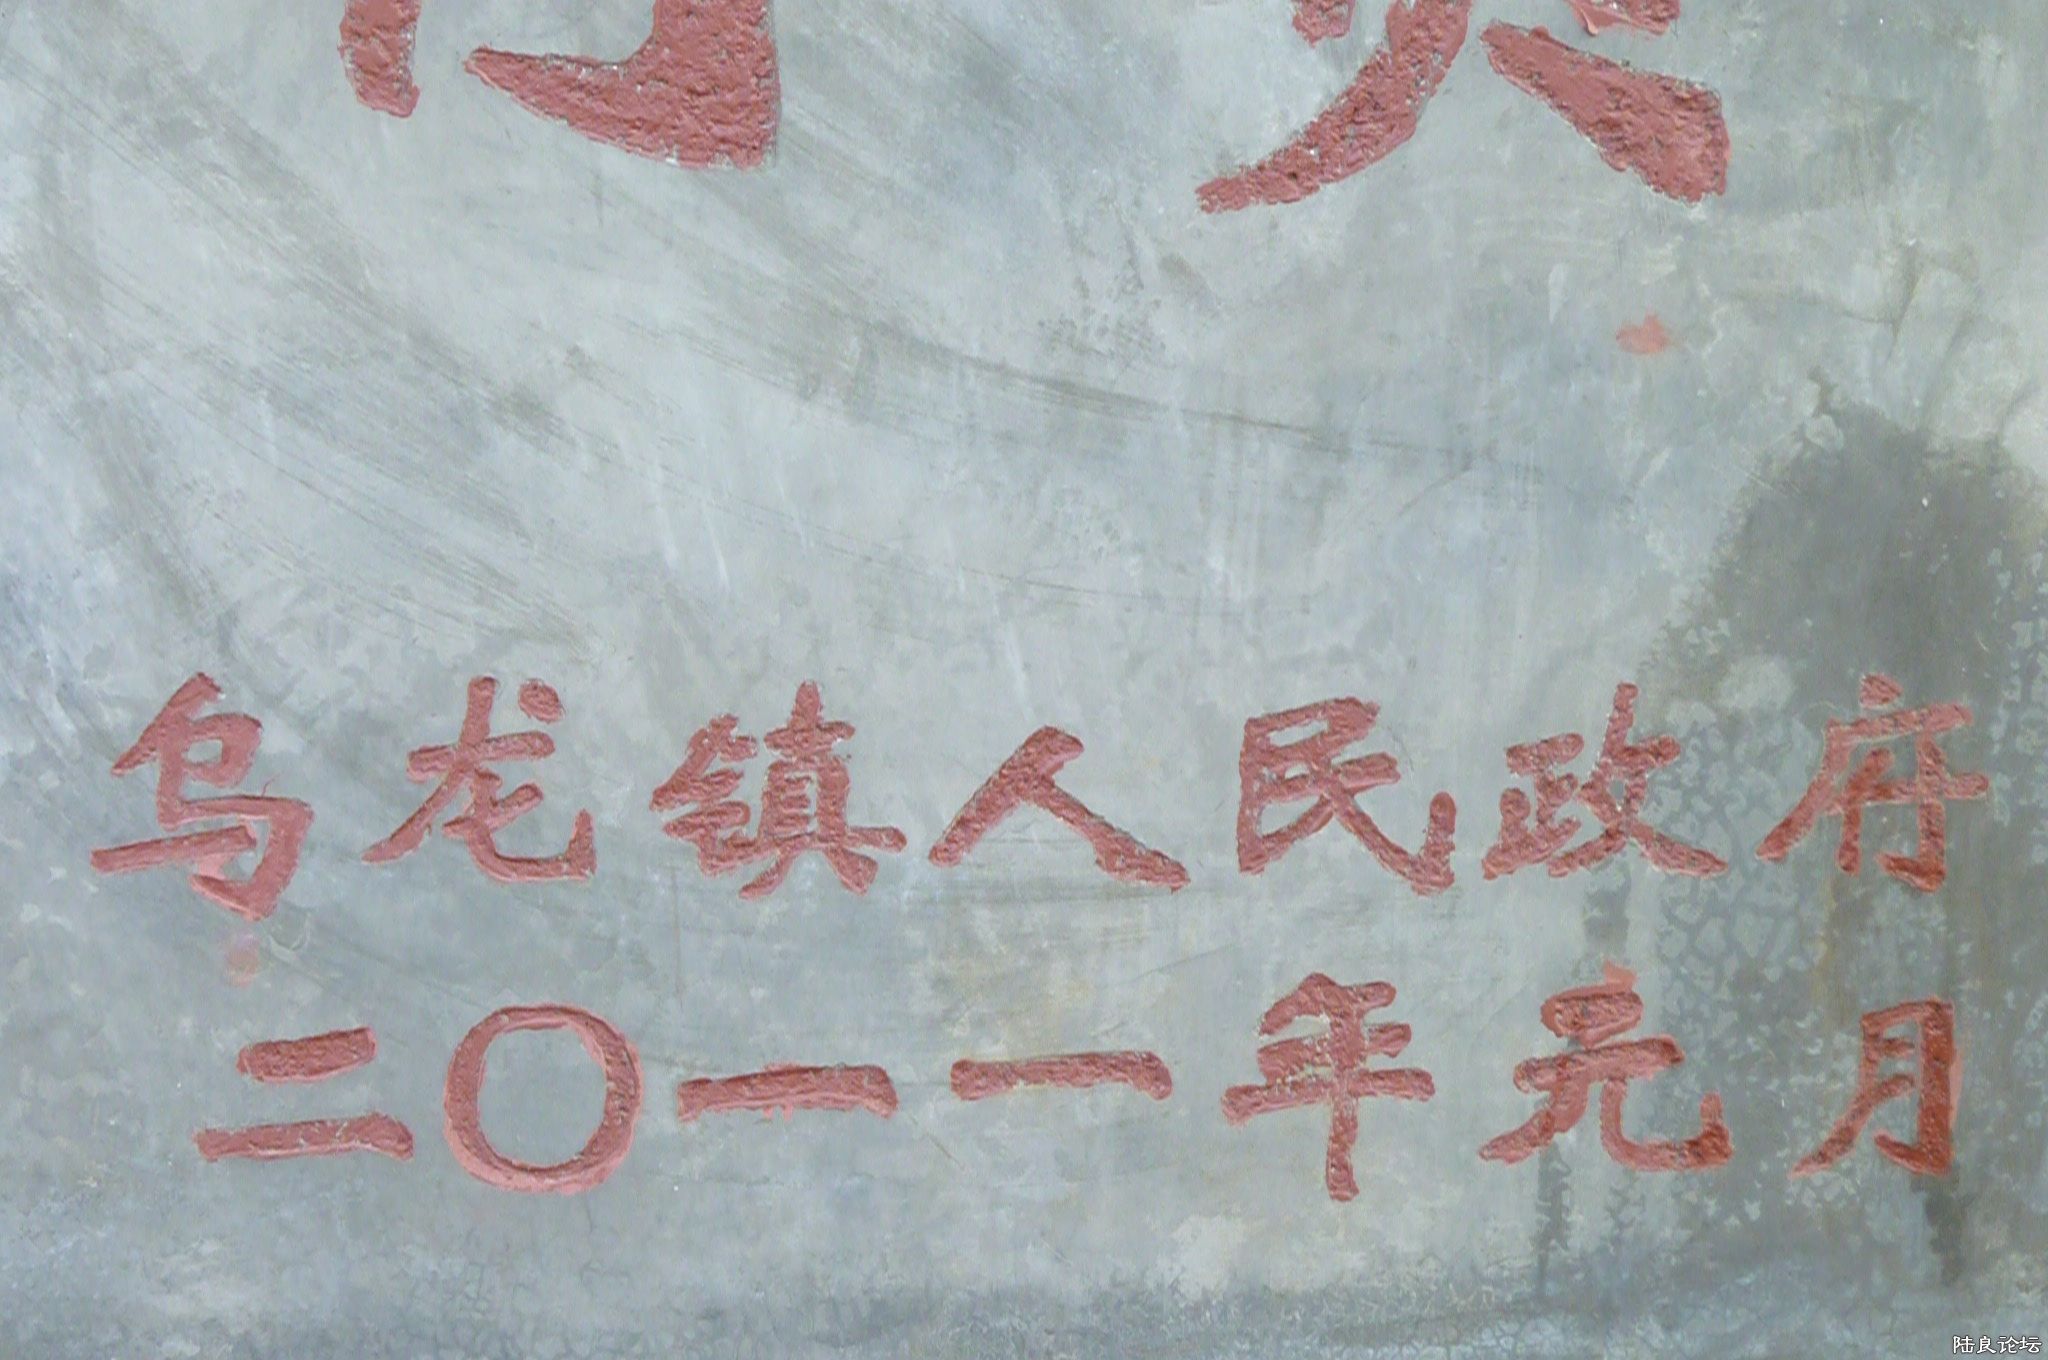 乌龙镇人民政府
二〇一一年元月
陆良论坛